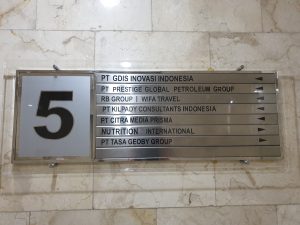 5
PT GDIS INOVASI INDONESIA
PT PRESTIGE GLOBAL PETROLEUM GROUP
RB GROUP | WIFA TRAVEL
PT KILPADY CONSULTANTS INDONESIA
PT CITRA MEDIA PRISMA
NUTRITION INTERNATIONAL
PT TASA GEOBY GROUP